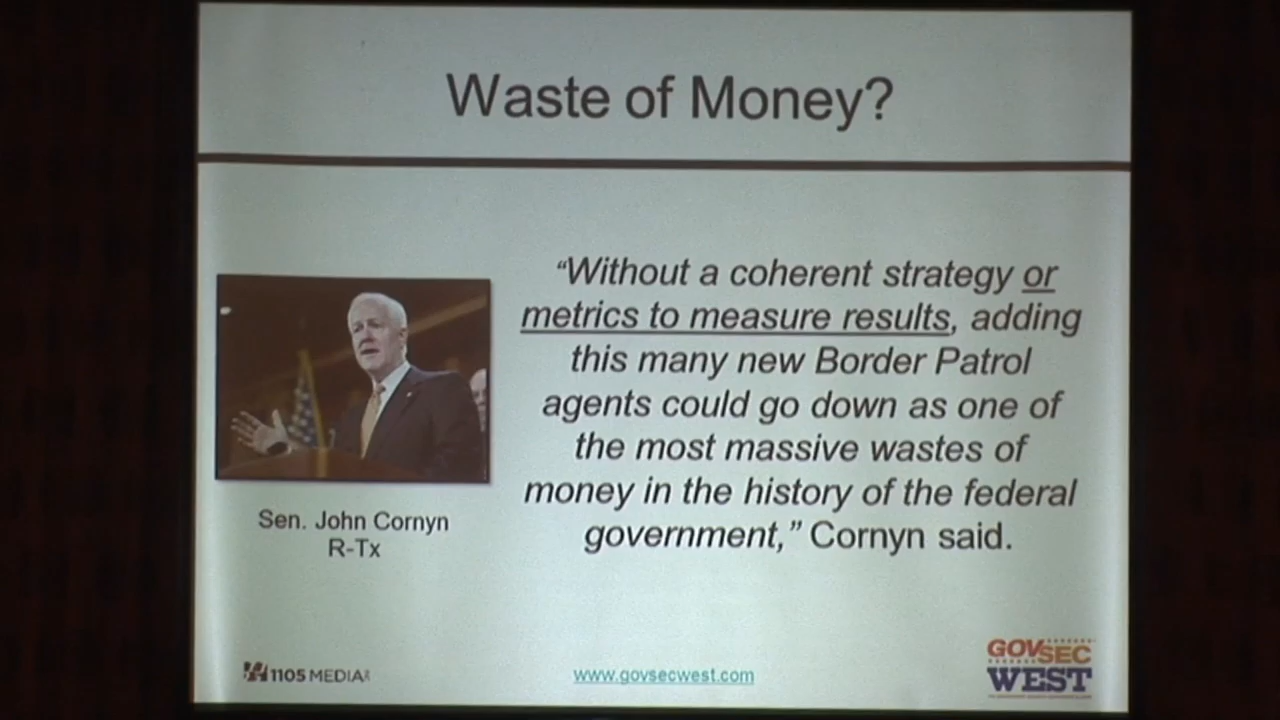 Waste of Money?
“Without a coherent strategy or
metrics to measure results, adding
this many new Border Patrol
agents could go down as one of
the most massive wastes of
money in the history of the federal
government,” Cornyn said.
Sen. John Cornyn
R-Tx
1105 MEDIA
www.govsecwest.com
GOVSEC
WEST